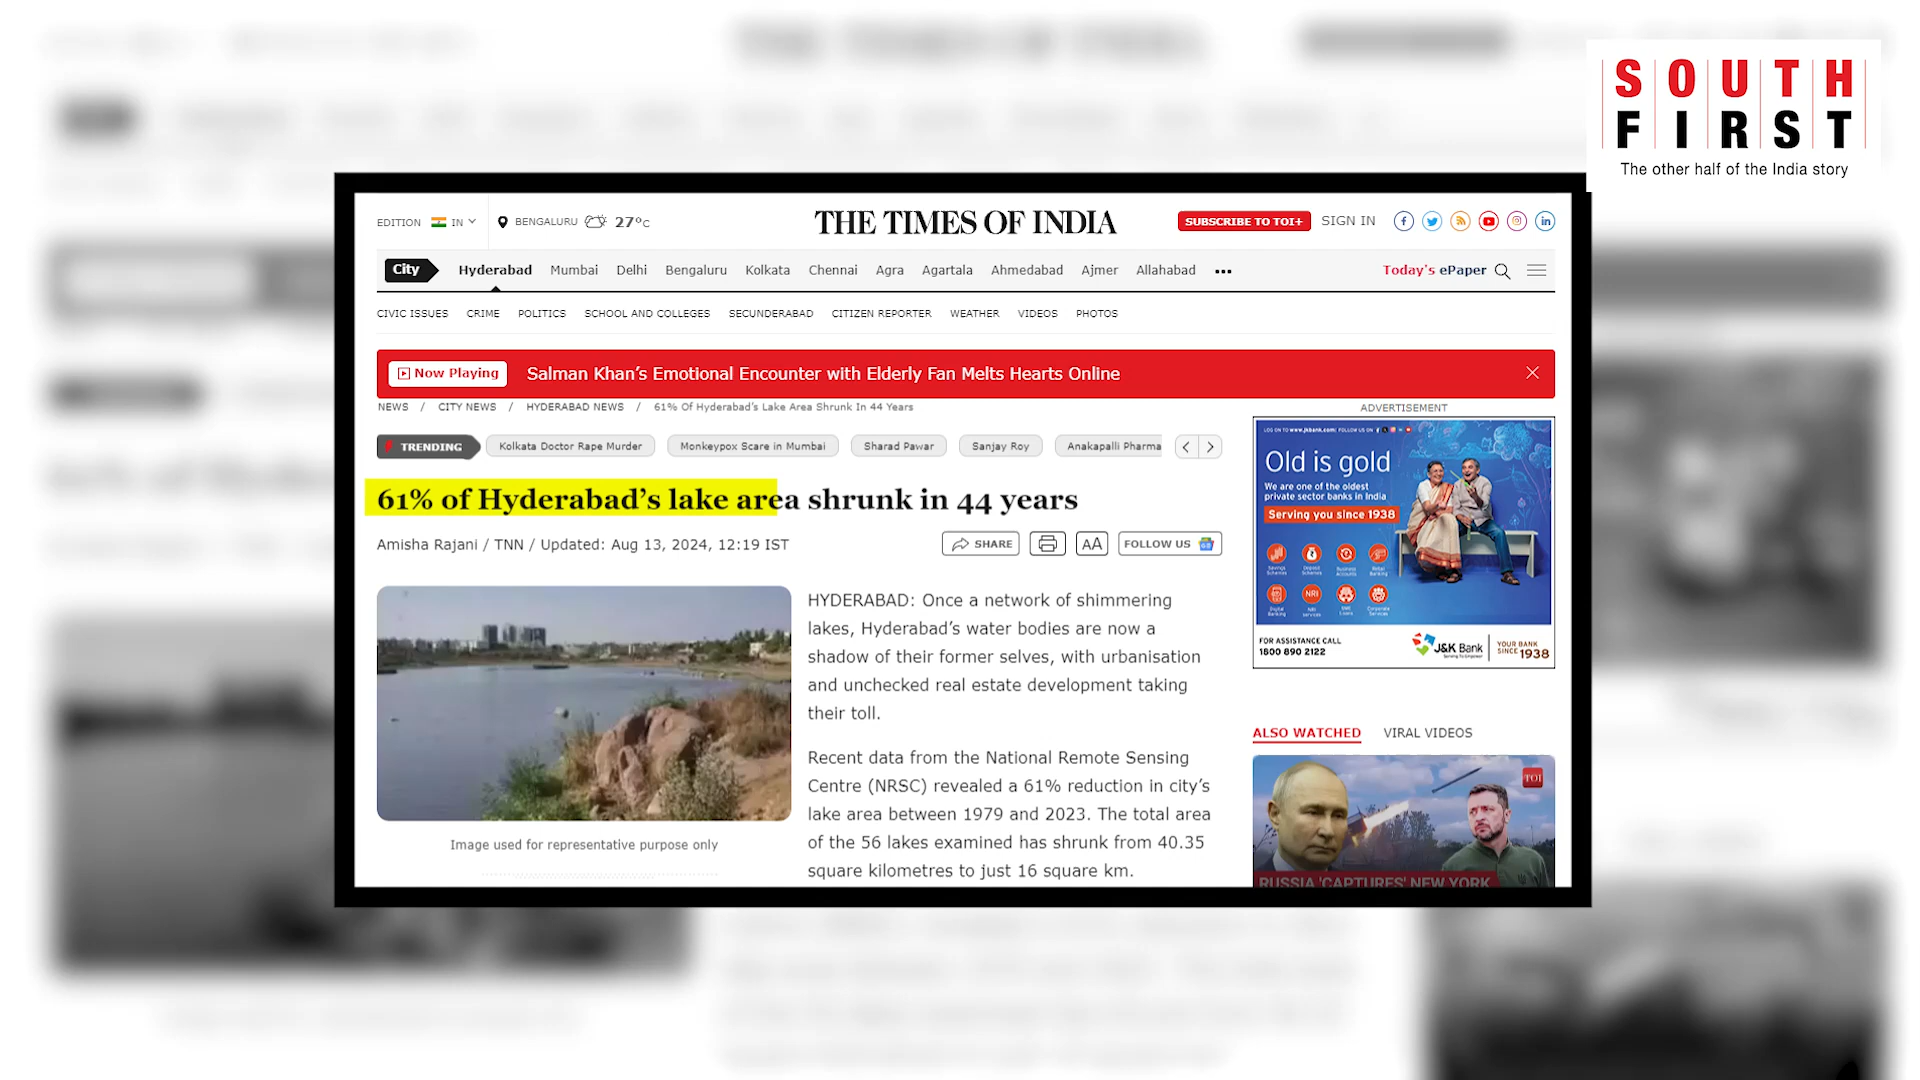 SOUTH
FIRST
The other half of the India story
EDITION IN BENGALURU 27°C
THE TIMES OF INDIA
SUBSCRIBE TO TOI+ SIGN IN
City Hyderabad Mumbai Delhi Bengaluru Kolkata Chennai Agra Agartala Ahmedabad Ajmer Allahabad ••• Today's ePaper
CIVIC ISSUES CRIME POLITICS SCHOOL AND COLLEGES SECUNDERABAD CITIZEN REPORTER WEATHER VIDEOS PHOTOS
Now Playing Salman Khan's Emotional Encounter with Elderly Fan Melts Hearts Online
NEWS / CITY NEWS / HYDERABAD NEWS / 61% Of Hyderabad's Lake Area Shrunk In 44 Years
TRENDING Kolkata Doctor Rape Murder Monkeypox Scare in Mumbai Sharad Pawar Sanjay Roy Anakapalli Pharma
61% of Hyderabad's lake area shrunk in 44 years
Amisha Rajani / TNN / Updated: Aug 13, 2024, 12:19 IST
SHARE AA FOLLOW US
HYDERABAD: Once a network of shimmering
lakes, Hyderabad's water bodies are now a
shadow of their former selves, with urbanisation
and unchecked real estate development taking
their toll.
Recent data from the National Remote Sensing
Centre (NRSC) revealed a 61% reduction in city's
lake area between 1979 and 2023. The total area
of the 56 lakes examined has shrunk from 40.35
square kilometres to just 16 square km.
Image used for representative purpose only
ADVERTISEMENT
LOG ON TO www.jkbank.com: FOLLOW US ON
Old is gold
We are one of the oldest
private sector banks in India
Serving you since 1938
NRI
FOR ASSISTANCE CALL
1800 890 2122
J&K Bank
YOUR BANK
SINCE 1938
ALSO WATCHED VIRAL VIDEOS
TOI
RUSSIA 'CAPTURES' NEW YORK